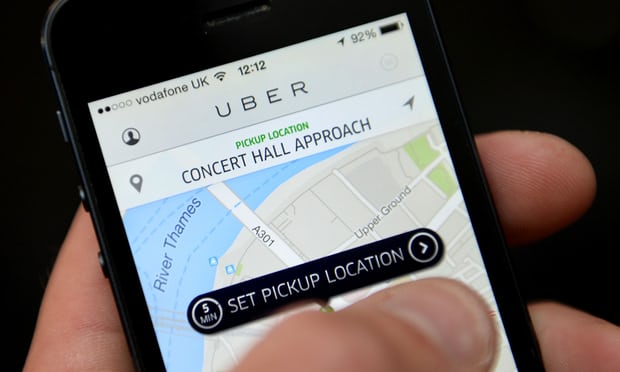 vodafone UK 12:12 92%
UBER
PICKUP LOCATION
CONCERT HALL APPROACH
River Thames
A301
Upper Ground
5 MIN SET PICKUP LOCATION